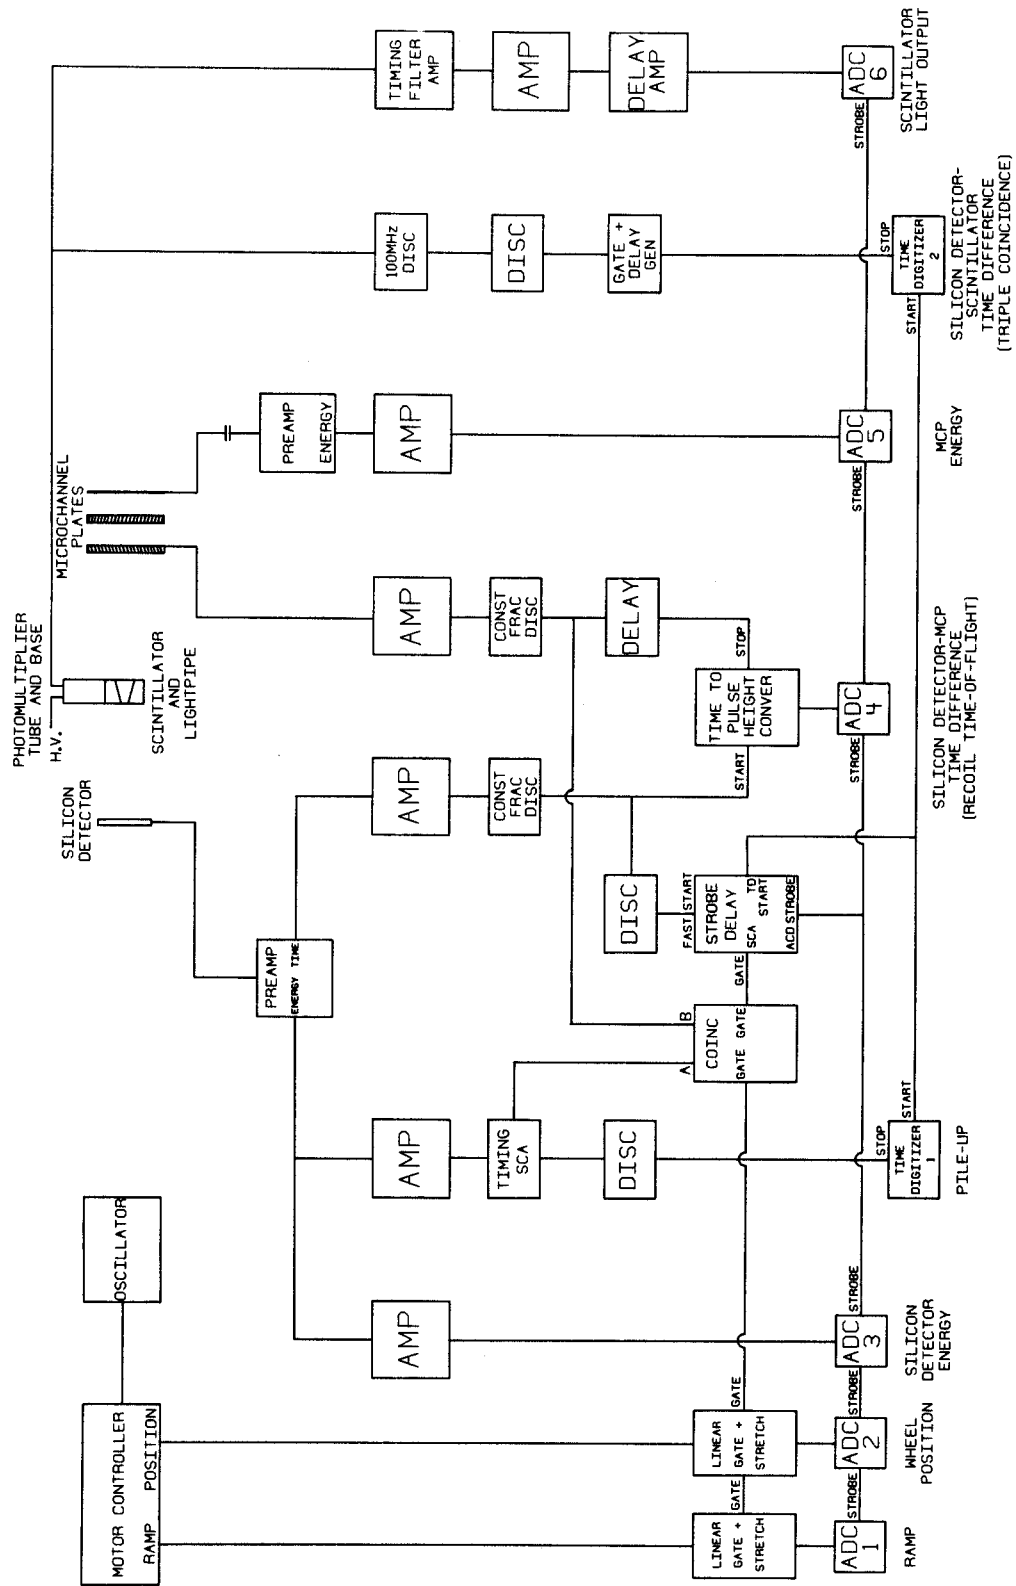 PHOTOMULTIPLIER
TUBE AND BASE
H.V.
SCINTILLATOR
AND
LIGHTPIPE
SILICON
DETECTOR
MICROCHANNEL
PLATES
OSCILLATOR
MOTOR CONTROLLER
RAMP POSITION
PREAMP
ENERGY TIME
PREAMP
ENERGY
AMP
AMP
AMP
AMP
AMP
100MHz
DISC
TIMING
FILTER
AMP
TIMING
SCA
CONST
FRAC
DISC
CONST
FRAC
DISC
DISC
AMP
DISC
DISC
DELAY
GATE +
DELAY
GEN
DELAY
AMP
LINEAR
GATE +
STRETCH
GATE
LINEAR
GATE +
STRETCH
GATE
A
B
COINC
GATE GATE
GATE
FAST START
STROBE
DELAY
SCA TO
START
ACD STROBE
START
TIME TO
PULSE
HEIGHT
CONVER
STOP
ADC
1
STROBE
ADC
2
STROBE
ADC
3
STROBE
STROBE
ADC
4
STROBE
ADC
5
STROBE
ADC
6
STOP
TIME
DIGITIZER
1
START
START
STOP
TIME
DIGITIZER
2
RAMP
WHEEL
POSITION
SILICON
DETECTOR
ENERGY
PILE-UP
SILICON DETECTOR-MCP
TIME DIFFERENCE
(RECOIL TIME-OF-FLIGHT)
MCP
ENERGY
SILICON DETECTOR-
SCINTILLATOR
TIME DIFFERENCE
(TRIPLE COINCIDENCE)
SCINTILLATOR
LIGHT OUTPUT